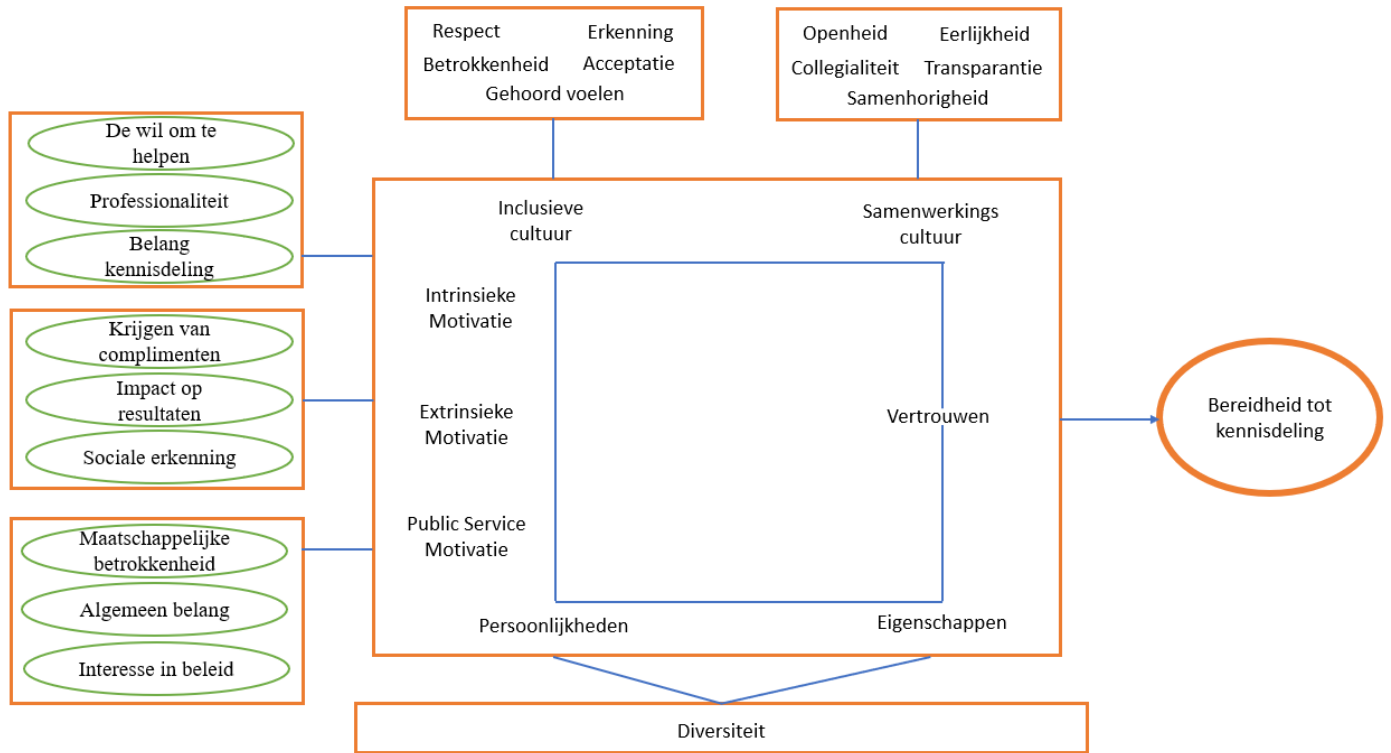 Respect Erkenning
Betrokkenheid Acceptatie
Gehoord voelen
Openheid Eerlijkheid
Collegialiteit Transparantie
Samenhorigheid
De wil om te
helpen
Professionaliteit
Belang
kennisdeling
Krijgen van
complimenten
Impact op
resultaten
Sociale erkenning
Maatschappelijke
betrokkenheid
Algemeen belang
Interesse in beleid
Inclusieve
cultuur
Samenwerkings
cultuur
Intrinsieke
Motivatie
Extrinsieke
Motivatie
Vertrouwen
Public Service
Motivatie
Persoonlijkheden
Eigenschappen
Bereidheid tot
kennisdeling
Diversiteit